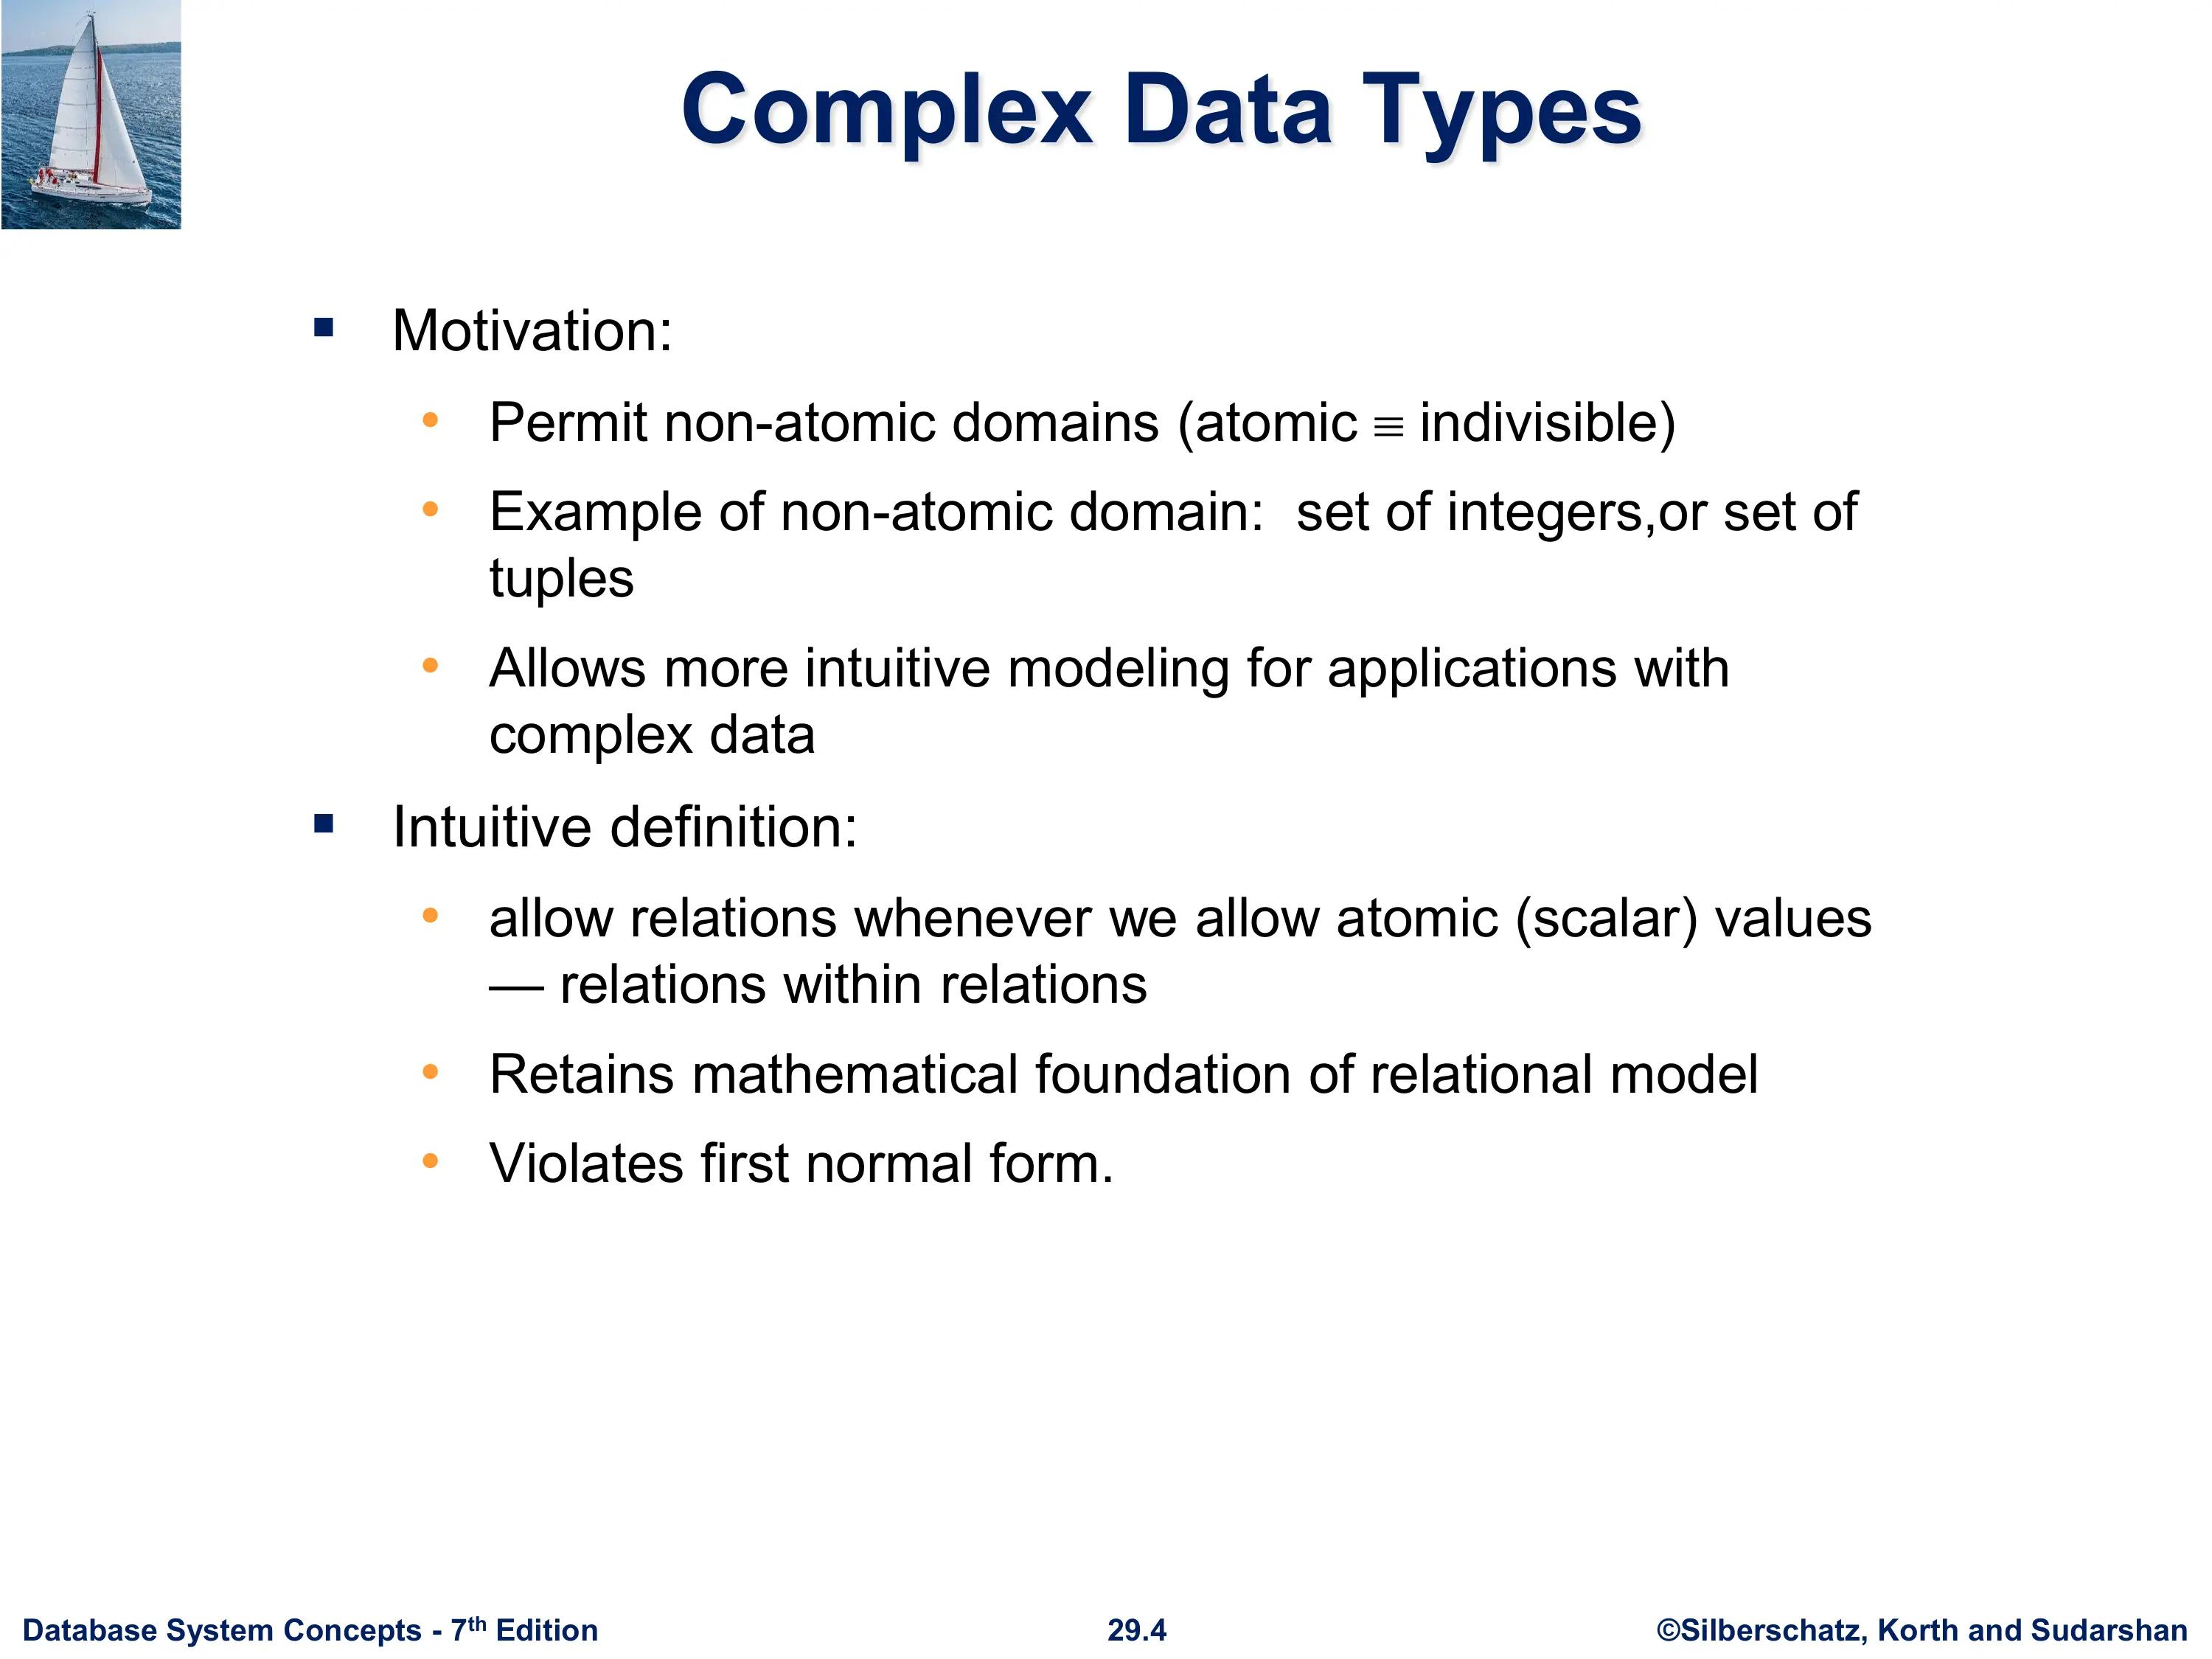 Complex Data Types
▪ Motivation:
• Permit non-atomic domains (atomic ≡ indivisible)
• Example of non-atomic domain:  set of integers,or set of
tuples
• Allows more intuitive modeling for applications with
complex data
▪ Intuitive definition:
• allow relations whenever we allow atomic (scalar) values
— relations within relations
• Retains mathematical foundation of relational model
• Violates first normal form.
Database System Concepts - 7th Edition
29.4
©Silberschatz, Korth and Sudarshan